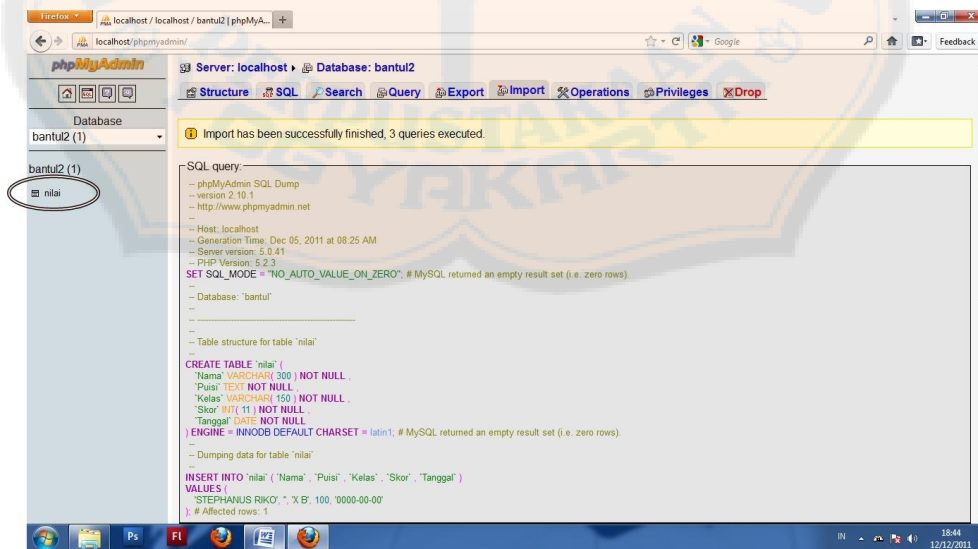 Firefox
localhost / localhost / bantul2 | phpMyA...
localhost/phpmyadmin/
Google
Feedback
phpMyAdmin
Database
bantul2 (1)
bantul2 (1)
nilai
Server: localhost Database: bantul2
Structure SQL Search Query Export Import Operations Privileges Drop
Import has been successfully finished, 3 queries executed.
SQL query:
-- phpMyAdmin SQL Dump
-- version 2.10.1
-- http://www.phpmyadmin.net
--
-- Host: localhost
-- Generation Time: Dec 05, 2011 at 08:25 AM
-- Server version: 5.0.41
-- PHP Version: 5.2.3
SET SQL_MODE = "NO_AUTO_VALUE_ON_ZERO"; # MySQL returned an empty result set (i.e. zero rows).
--
-- Database: `bantul`
--
-- --------------------------------------------------------
--
-- Table structure for table `nilai`
--
CREATE TABLE `nilai` (
`Nama` VARCHAR( 300 ) NOT NULL ,
`Puisi` TEXT NOT NULL ,
`Kelas` VARCHAR( 150 ) NOT NULL ,
`Skor` INT( 11 ) NOT NULL ,
`Tanggal` DATE NOT NULL
) ENGINE = INNODB DEFAULT CHARSET = latin1; # MySQL returned an empty result set (i.e. zero rows).
--
-- Dumping data for table `nilai`
--
INSERT INTO `nilai` ( `Nama` , `Puisi` , `Kelas` , `Skor` , `Tanggal` )
VALUES (
'STEPHANUS RIKO', '', 'X B', 100, '0000-00-00'
); # Affected rows: 1
Ps
Fl
IN
18:44
12/12/2011